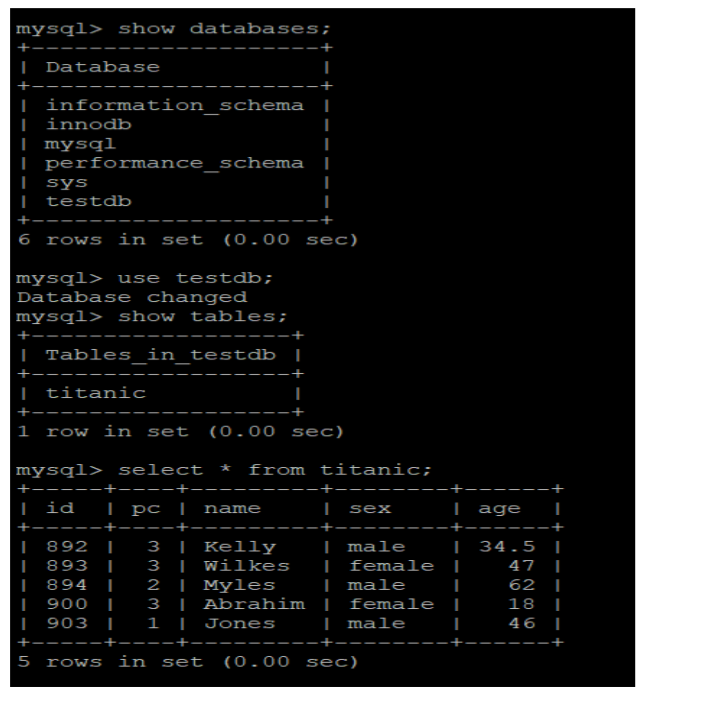 mysql> show databases;
+--------------------+
| Database           |
+--------------------+
| information_schema |
| innodb             |
| mysql              |
| performance_schema |
| sys                |
| testdb             |
+--------------------+
6 rows in set (0.00 sec)

mysql> use testdb;
Database changed
mysql> show tables;
+------------------+
| Tables_in_testdb |
+------------------+
| titanic          |
+------------------+
1 row in set (0.00 sec)

mysql> select * from titanic;
+-----+----+---------+--------+------+
| id  | pc | name    | sex    | age  |
+-----+----+---------+--------+------+
| 892 |  3 | Kelly   | male   | 34.5 |
| 893 |  3 | Wilkes  | female |   47 |
| 894 |  2 | Myles   | male   |   62 |
| 900 |  3 | Abrahim | female |   18 |
| 903 |  1 | Jones   | male   |   46 |
+-----+----+---------+--------+------+
5 rows in set (0.00 sec)